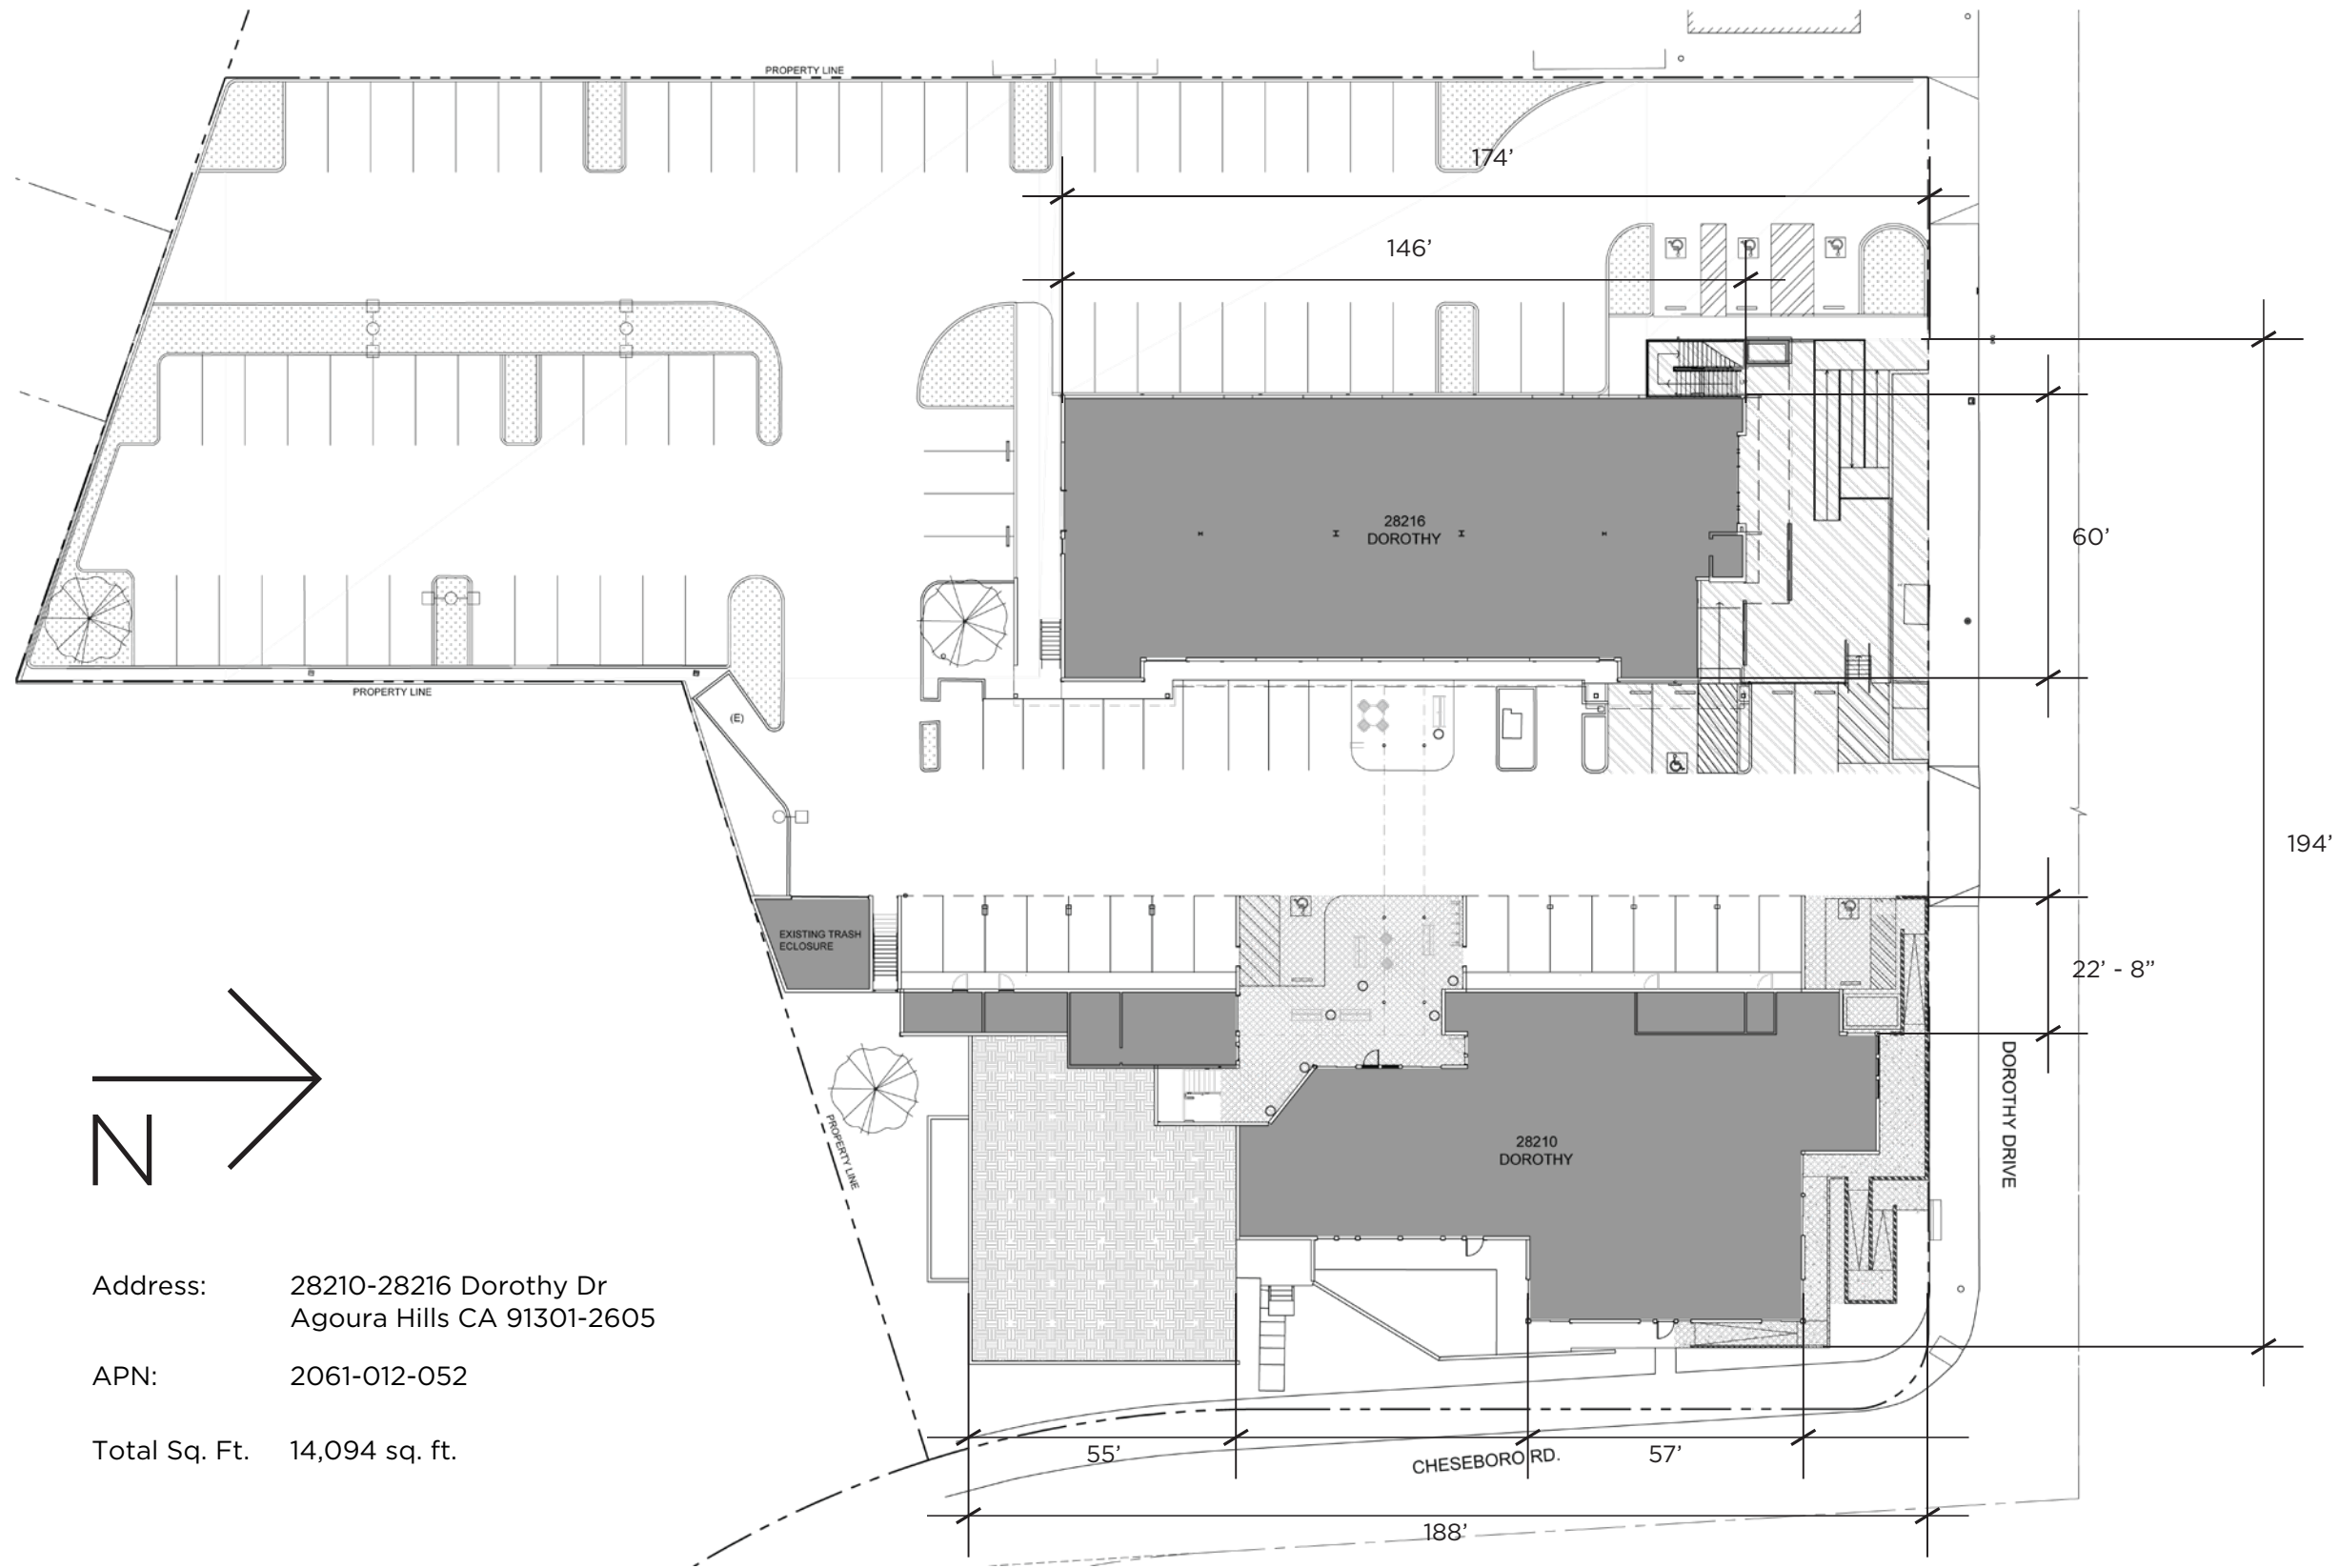 PROPERTY LINE
174’
146’
28216
DOROTHY
60’
PROPERTY LINE
(E)
194’
EXISTING TRASH
ECLOSURE
22’ - 8”
DOROTHY DRIVE
PROPERTY LINE
28210
DOROTHY
N
Address: 28210-28216 Dorothy Dr
Agoura Hills CA 91301-2605
APN: 2061-012-052
Total Sq. Ft. 14,094 sq. ft.
55’
57’
CHESEBORO RD.
188’